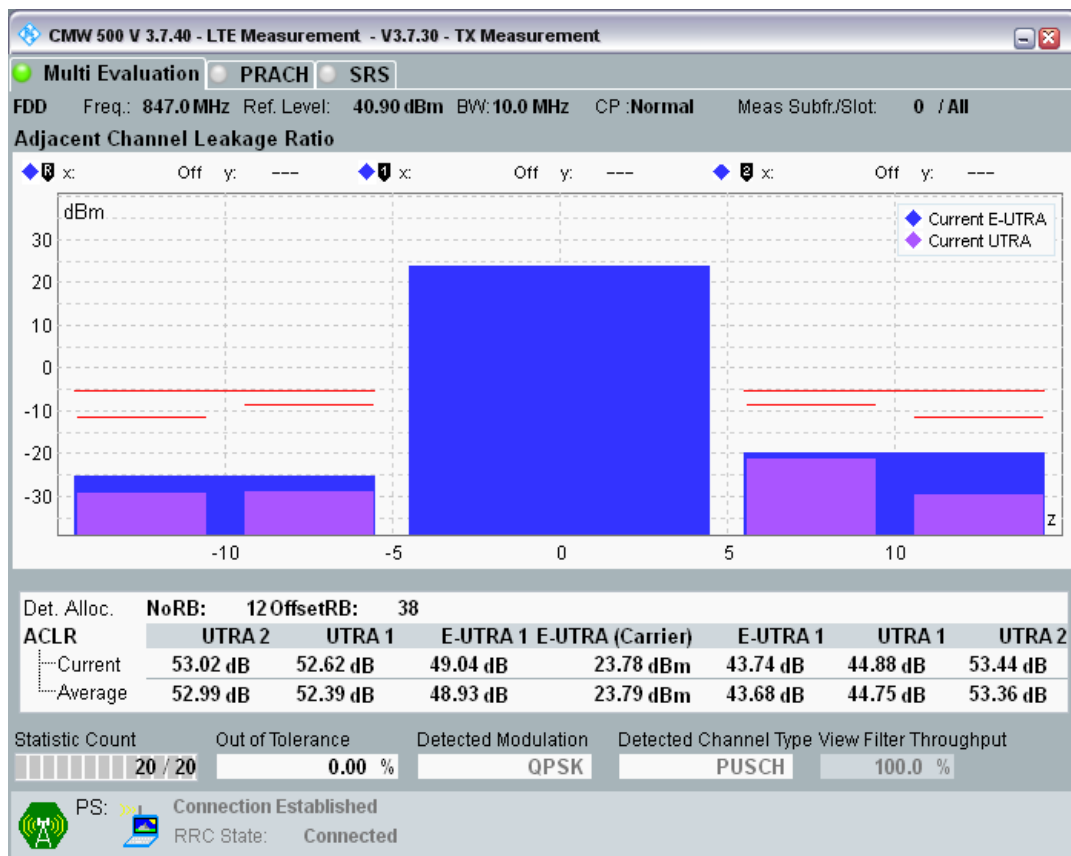 CMW 500 V 3.7.40 - LTE Measurement - V3.7.30 - TX Measurement
Multi Evaluation PRACH SRS
FDD Freq.: 847.0 MHz Ref. Level: 40.90 dBm BW: 10.0 MHz CP :Normal Meas Subfr./Slot: 0 / All
Adjacent Channel Leakage Ratio
R x: Off y: --- 1 x: Off y: --- 2 x: Off y: ---
dBm
Current E-UTRA
Current UTRA
30
20
10
0
-10
-20
-30
z
-10 -5 0 5 10
Det. Alloc. NoRB: 12 OffsetRB: 38
ACLR UTRA 2 UTRA 1 E-UTRA 1 E-UTRA (Carrier) E-UTRA 1 UTRA 1 UTRA 2
Current 53.02 dB 52.62 dB 49.04 dB 23.78 dBm 43.74 dB 44.88 dB 53.44 dB
Average 52.99 dB 52.39 dB 48.93 dB 23.79 dBm 43.68 dB 44.75 dB 53.36 dB
Statistic Count Out of Tolerance Detected Modulation Detected Channel Type View Filter Throughput
20 / 20 0.00 % QPSK PUSCH 100.0 %
PS: Connection Established
RRC State: Connected